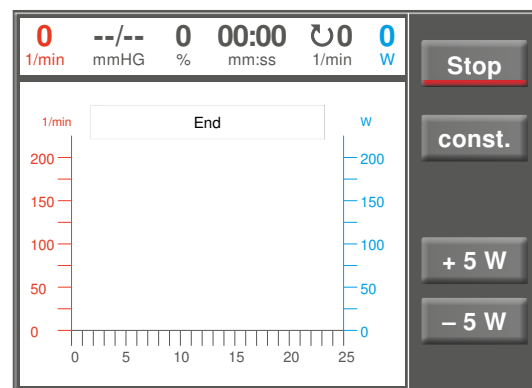 0 --/-- 0 00:00 ↻0 0
1/min mmHG % mm:ss 1/min W
Stop
1/min End W
const.
200 200
150 150
100 100
+ 5 W
50 50
– 5 W
0 0
0 5 10 15 20 25